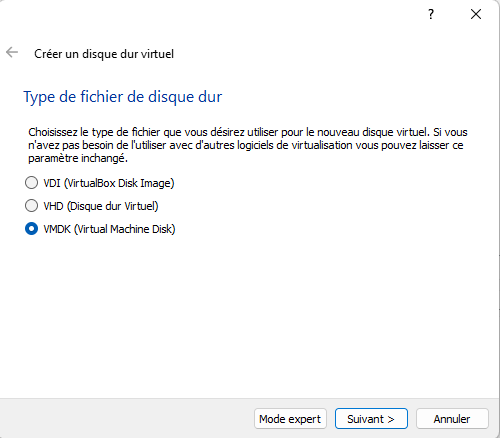 ?
Créer un disque dur virtuel
Type de fichier de disque dur
Choisissez le type de fichier que vous désirez utiliser pour le nouveau disque virtuel. Si vous
n'avez pas besoin de l'utiliser avec d'autres logiciels de virtualisation vous pouvez laisser ce
paramètre inchangé.
VDI (VirtualBox Disk Image)
VHD (Disque dur Virtuel)
VMDK (Virtual Machine Disk)
Mode expert Suivant > Annuler